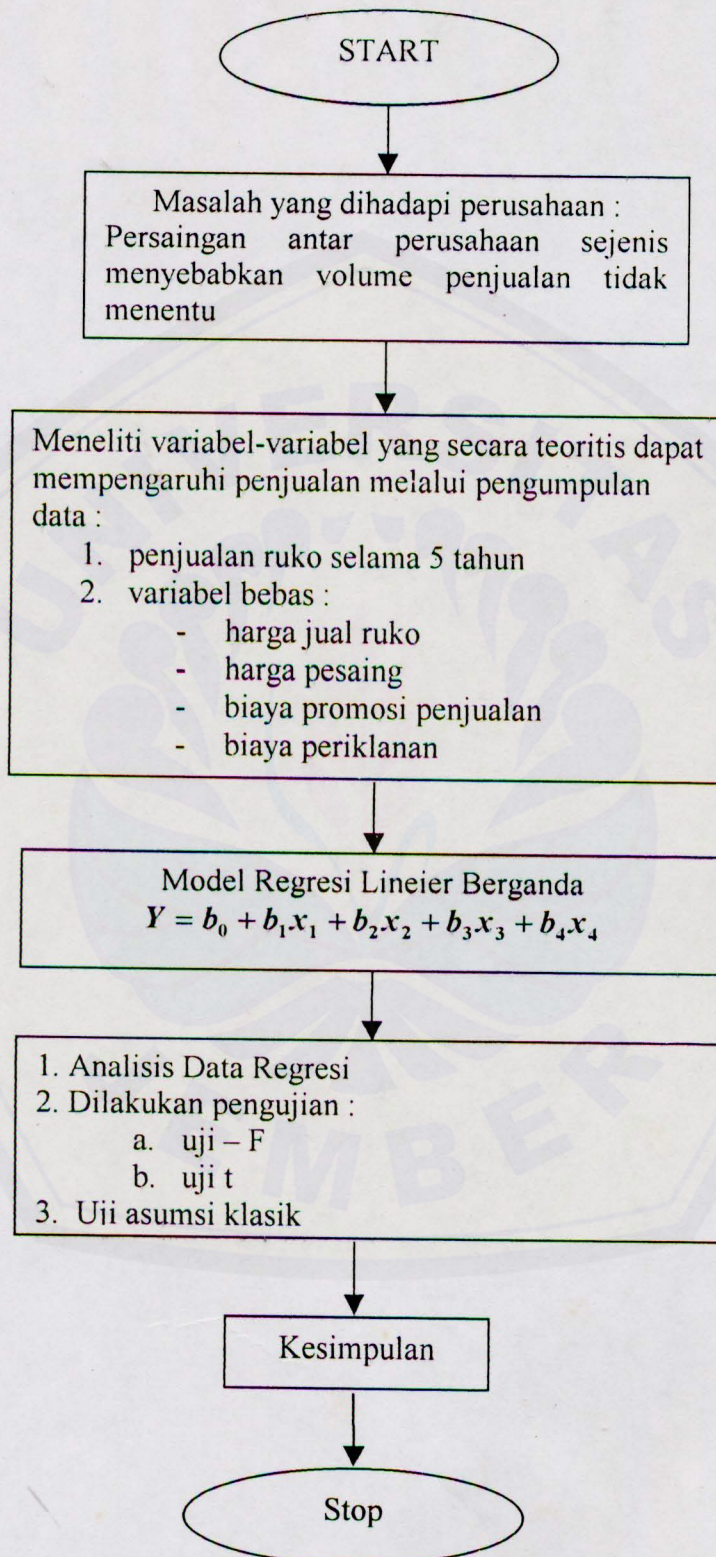 START
Masalah yang dihadapi perusahaan :
Persaingan antar perusahaan sejenis
menyebabkan volume penjualan tidak
menentu
Meneliti variabel-variabel yang secara teoritis dapat
mempengaruhi penjualan melalui pengumpulan
data :
1. penjualan ruko selama 5 tahun
2. variabel bebas :
- harga jual ruko
- harga pesaing
- biaya promosi penjualan
- biaya periklanan
Model Regresi Lineier Berganda
Y = b₀ + b₁x₁ + b₂x₂ + b₃x₃ + b₄x₄
1. Analisis Data Regresi
2. Dilakukan pengujian :
a. uji – F
b. uji t
3. Uji asumsi klasik
Kesimpulan
Stop
UNIVERSITAS
JEMBER